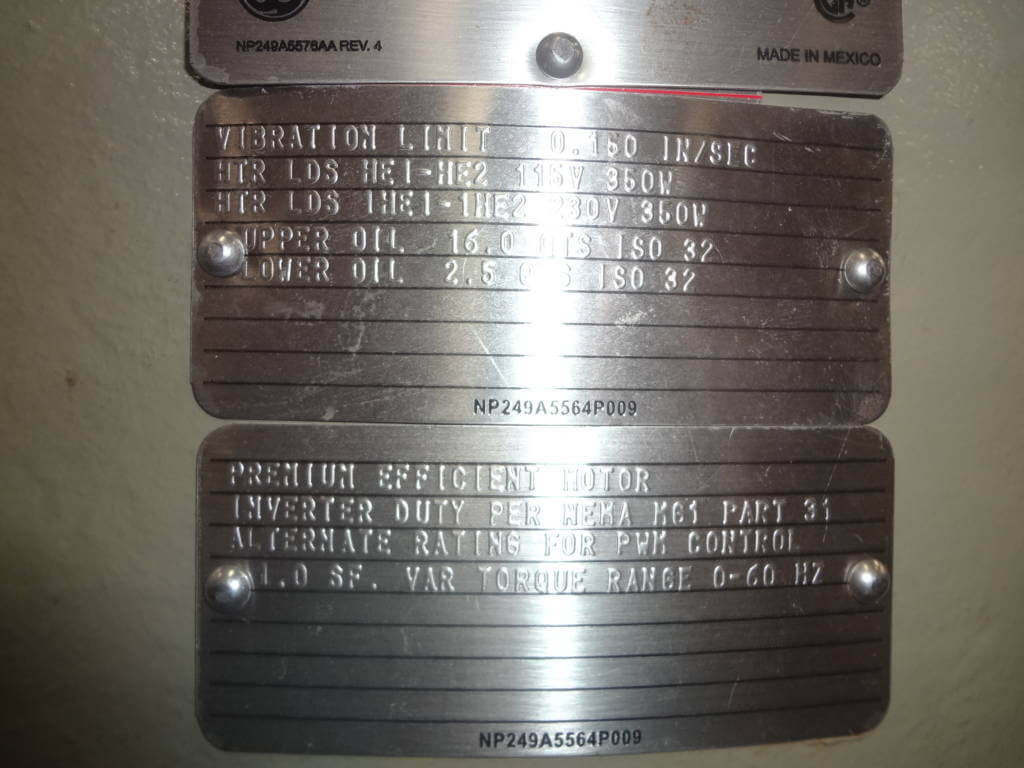 NP249A5578AA REV. 4
MADE IN MEXICO
VIBRATION LIMIT 0.150 IN/SEC
HTR LDS HE1-HE2 115V 350W
HTR LDS 1HE1-1HE2 230V 350W
UPPER OIL 16.0 QTS ISO 32
LOWER OIL 2.5 QTS ISO 32
NP249A5564P009
PREMIUM EFFICIENT MOTOR
INVERTER DUTY PER NEMA MG1 PART 31
ALTERNATE RATING FOR PWM CONTROL
1.0 SF. VAR TORQUE RANGE 0-60 HZ
NP249A5564P009